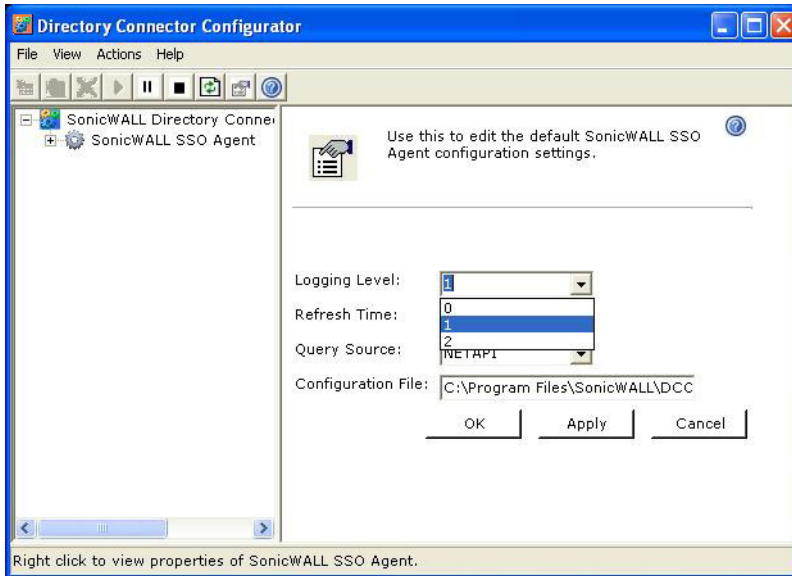 Directory Connector Configurator
File View Actions Help
SonicWALL Directory Conne
SonicWALL SSO Agent
Use this to edit the default SonicWALL SSO
Agent configuration settings.
Logging Level: 1
0
Refresh Time:
1
2
Query Source: NETAPI
Configuration File: C:\Program Files\SonicWALL\DCC
OK Apply Cancel
Right click to view properties of SonicWALL SSO Agent.